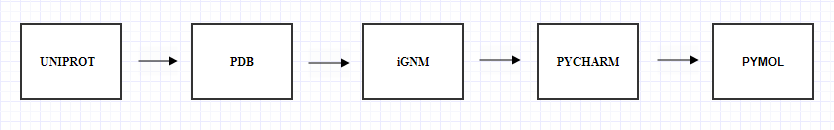 UNIPROT PDB iGNM PYCHARM PYMOL